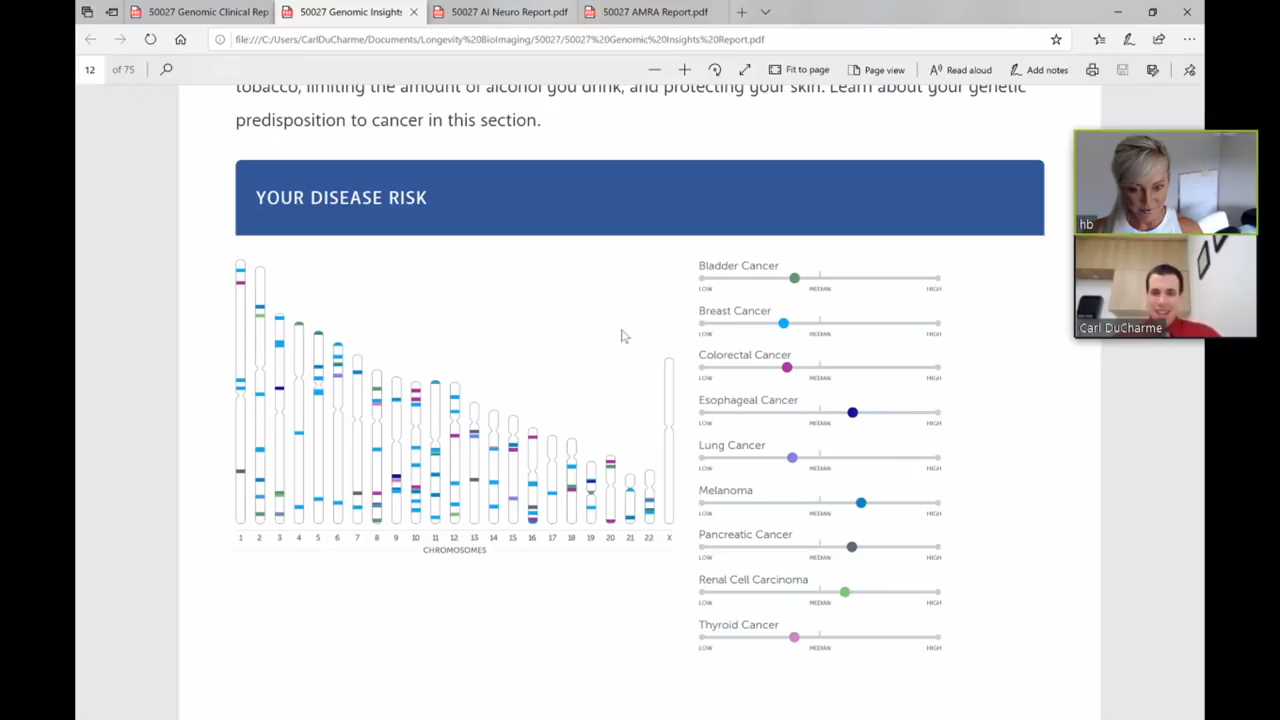 50027 Genomic Clinical Rep
50027 Genomic Insights
50027 AI Neuro Report.pdf
50027 AMRA Report.pdf
file:///C:/Users/CarlDuCharme/Documents/Longevity%20BioImaging/50027/50027%20Genomic%20Insights%20Report.pdf
12 of 75
Fit to page
Page view
Read aloud
Add notes
tobacco, limiting the amount of alcohol you drink, and protecting your skin. Learn about your genetic
predisposition to cancer in this section.
YOUR DISEASE RISK
hb
Carl DuCharme
Bladder Cancer
LOW MEDIAN HIGH
Breast Cancer
LOW MEDIAN HIGH
Colorectal Cancer
LOW MEDIAN HIGH
Esophageal Cancer
LOW MEDIAN HIGH
Lung Cancer
LOW MEDIAN HIGH
Melanoma
LOW MEDIAN HIGH
Pancreatic Cancer
LOW MEDIAN HIGH
Renal Cell Carcinoma
LOW MEDIAN HIGH
Thyroid Cancer
LOW MEDIAN HIGH
1 2 3 4 5 6 7 8 9 10 11 12 13 14 15 16 17 18 19 20 21 22 X
CHROMOSOMES